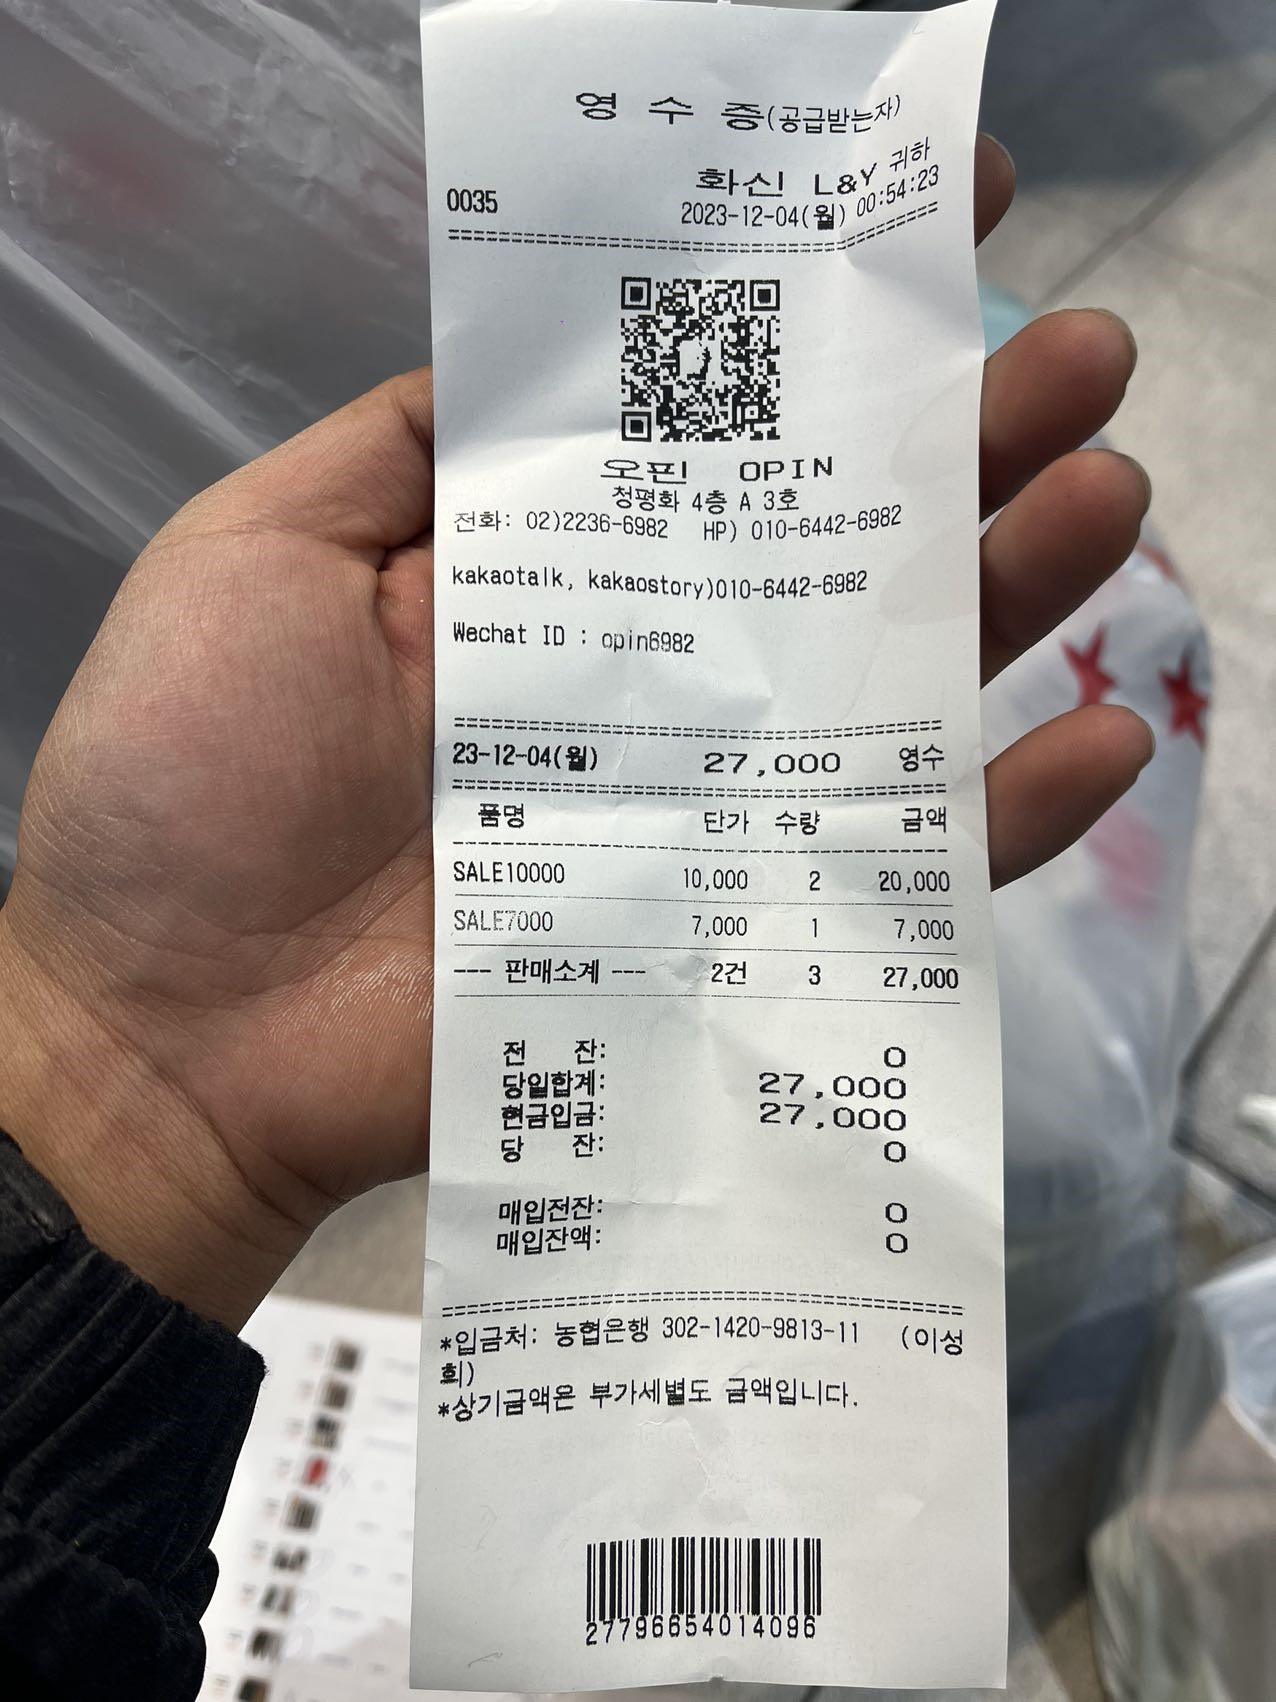 영 수 증(공급받는자)
화신 L&Y 귀하
0035 2023-12-04(월) 00:54:23
오핀 OPIN
청평화 4층 A 3호
전화: 02)2236-6982 HP) 010-6442-6982
kakaotalk, kakaostory)010-6442-6982
Wechat ID : opin6982
23-12-04(월) 27,000 영수
품명 단가 수량 금액
SALE10000 10,000 2 20,000
SALE7000 7,000 1 7,000
--- 판매소계 --- 2건 3 27,000
전 잔: 0
당일합계: 27,000
현금입금: 27,000
당 잔: 0
매입전잔: 0
매입잔액: 0
*입금처: 농협은행 302-1420-9813-11 (이성
희)
*상기금액은 부가세별도 금액입니다.
27796654014096